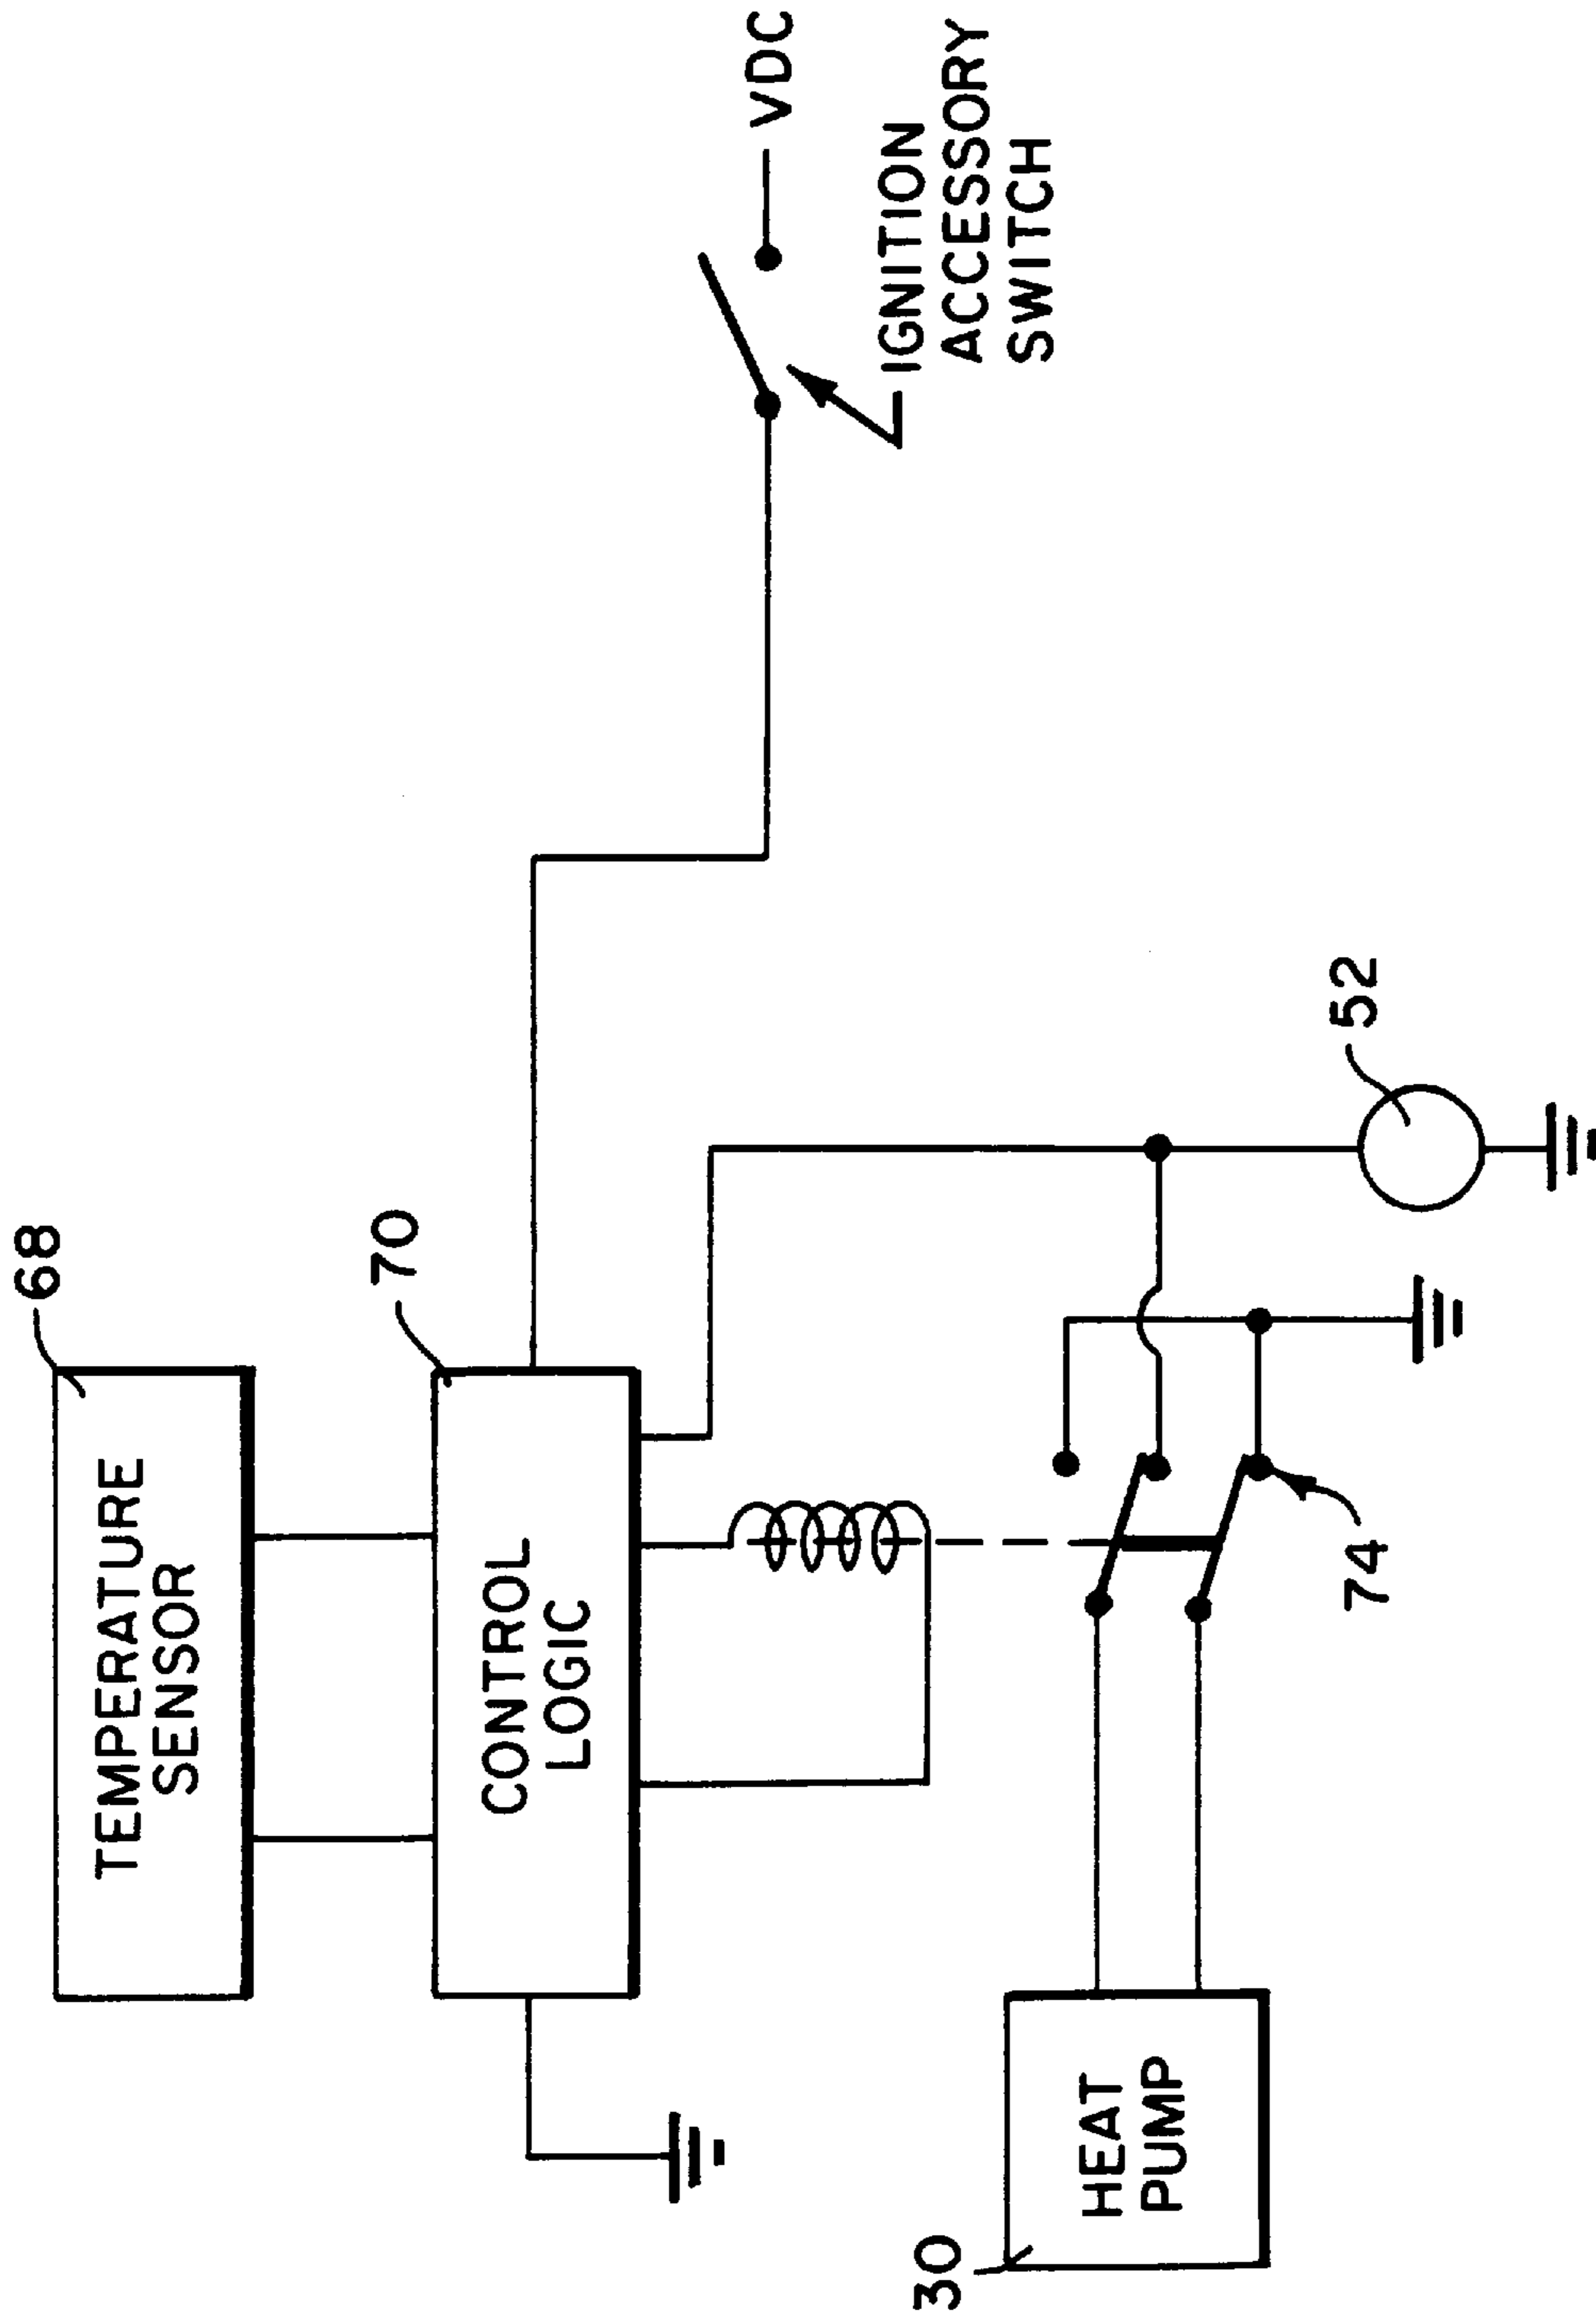 68
TEMPERATURE
SENSOR
70
CONTROL
LOGIC
VDC
IGNITION
ACCESSORY
SWITCH
52
74
30
HEAT
PUMP